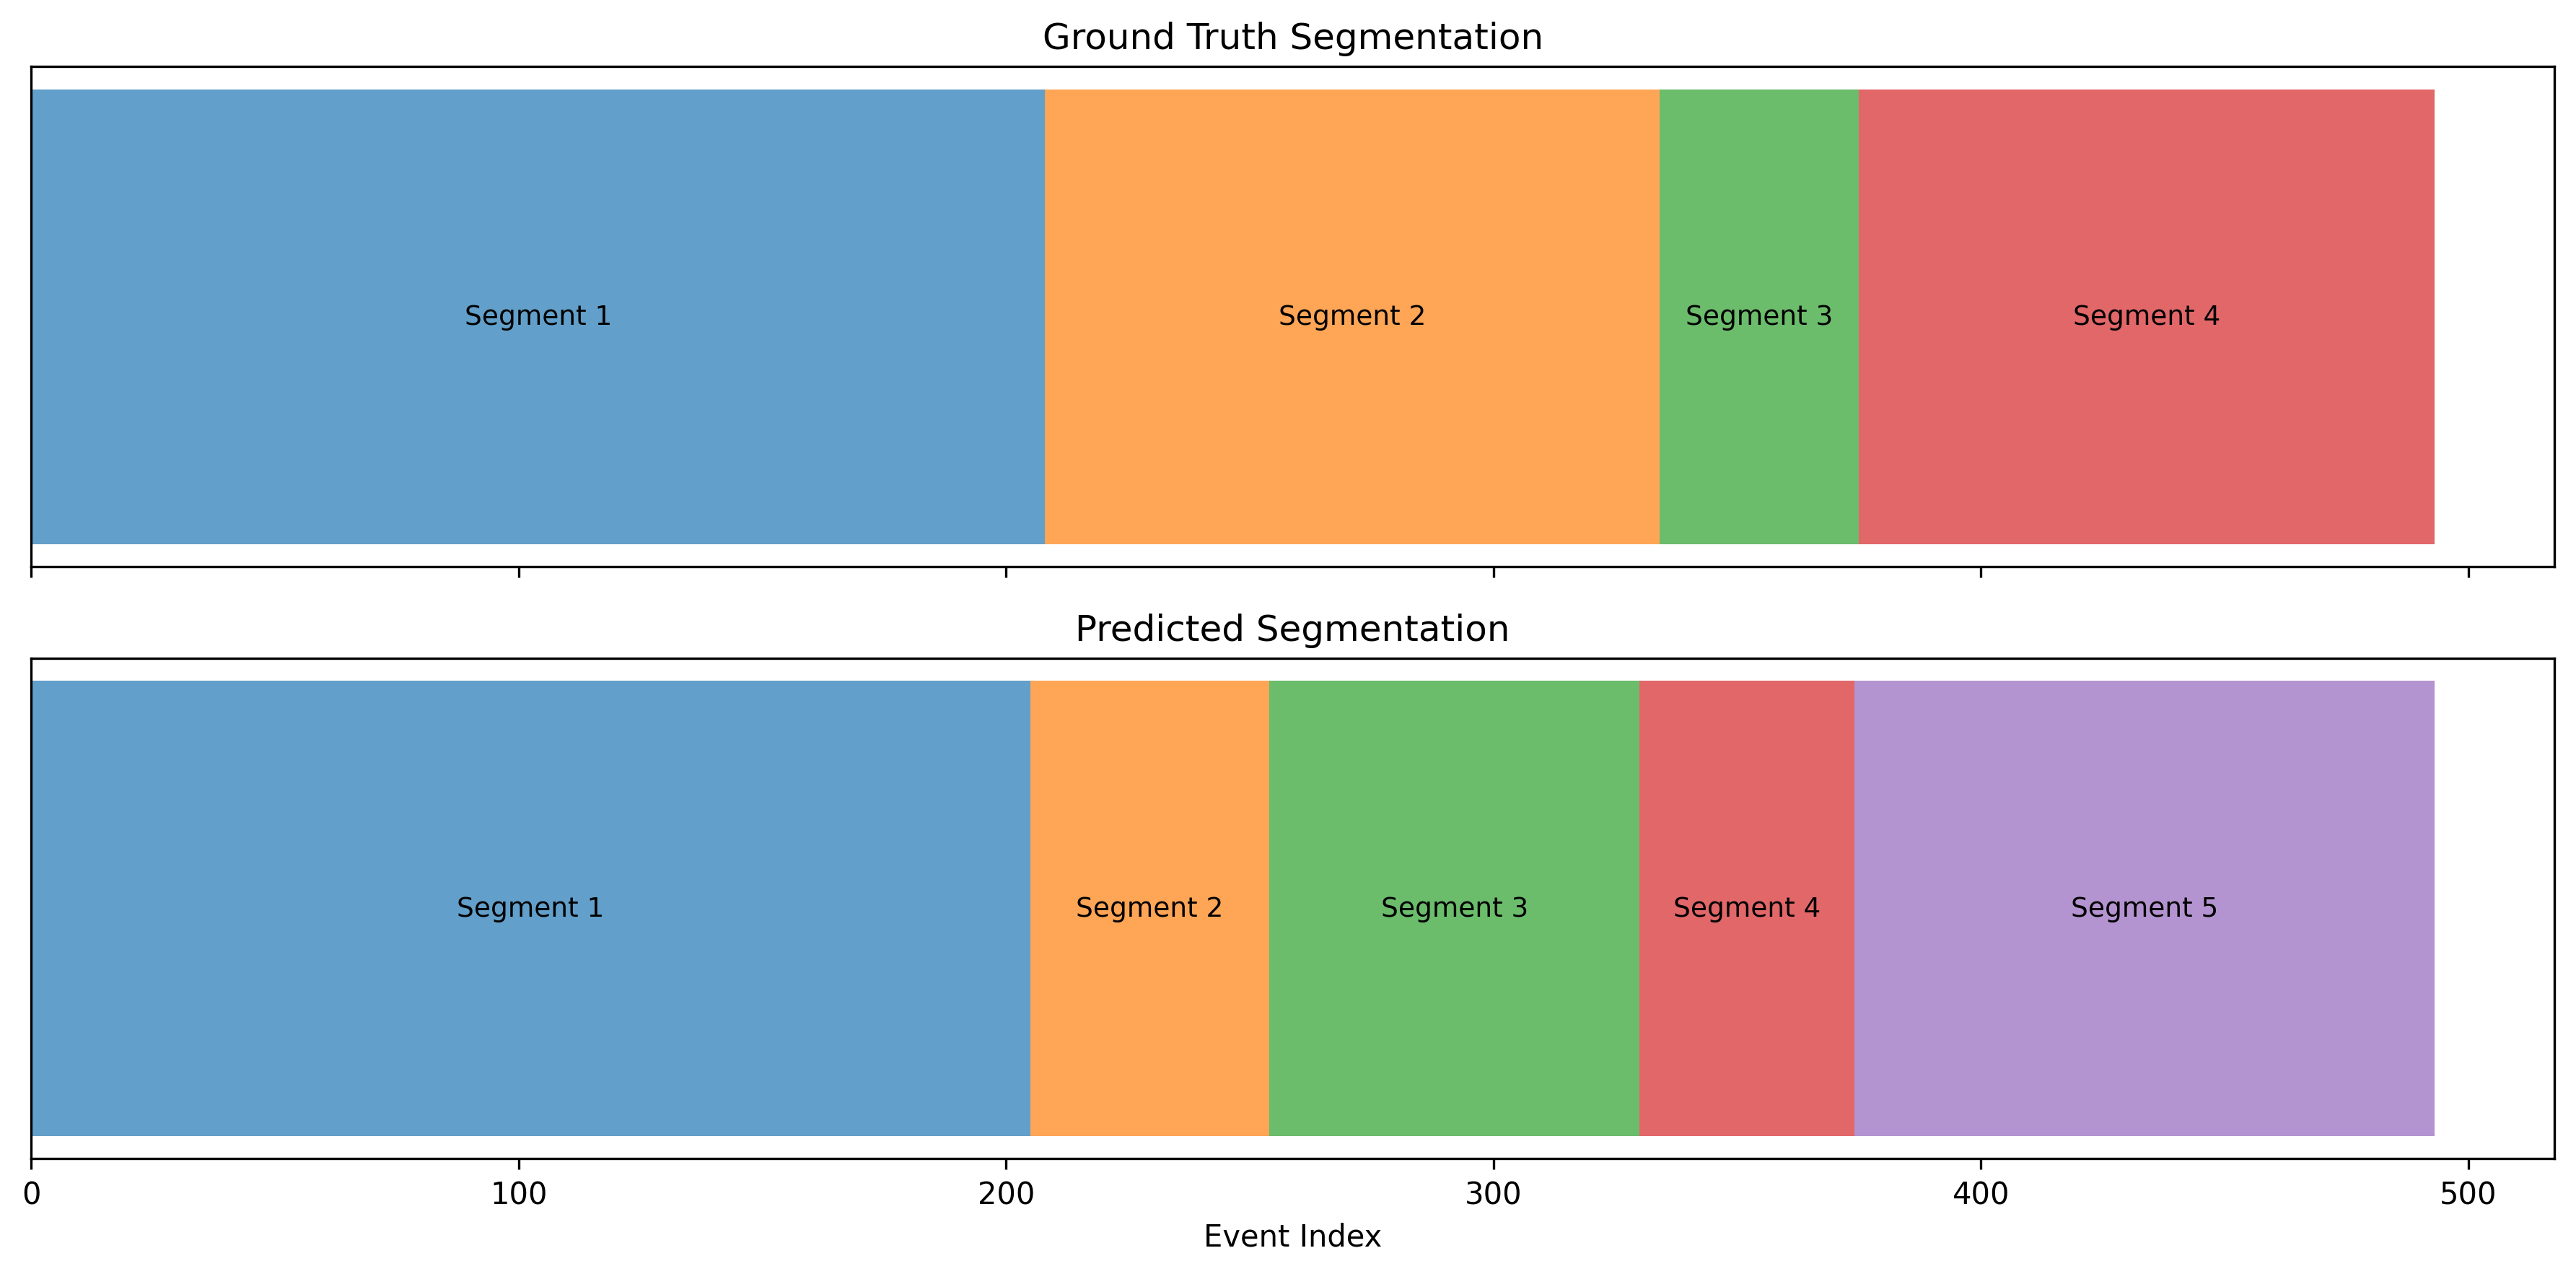 Ground Truth Segmentation
Segment 1 Segment 2 Segment 3 Segment 4
Predicted Segmentation
Segment 1 Segment 2 Segment 3 Segment 4 Segment 5
0 100 200 300 400 500
Event Index